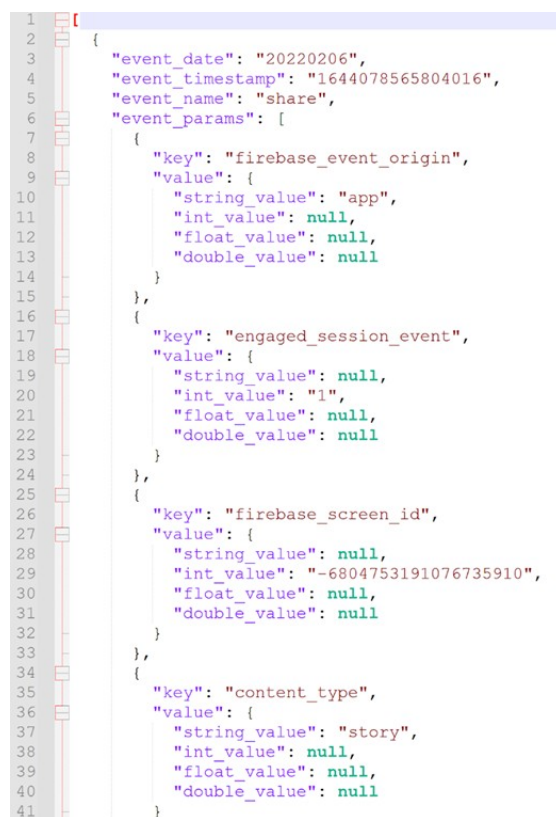 1 [
2 {
3 "event_date": "20220206",
4 "event_timestamp": "1644078565804016",
5 "event_name": "share",
6 "event_params": [
7 {
8 "key": "firebase_event_origin",
9 "value": {
10 "string_value": "app",
11 "int_value": null,
12 "float_value": null,
13 "double_value": null
14 }
15 },
16 {
17 "key": "engaged_session_event",
18 "value": {
19 "string_value": null,
20 "int_value": "1",
21 "float_value": null,
22 "double_value": null
23 }
24 },
25 {
26 "key": "firebase_screen_id",
27 "value": {
28 "string_value": null,
29 "int_value": "-6804753191076735910",
30 "float_value": null,
31 "double_value": null
32 }
33 },
34 {
35 "key": "content_type",
36 "value": {
37 "string_value": "story",
38 "int_value": null,
39 "float_value": null,
40 "double_value": null
41 }